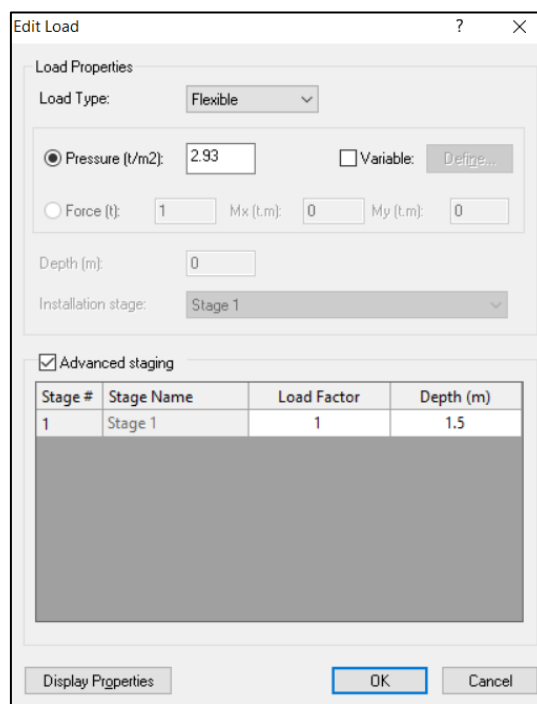 Edit Load ? ×
Load Properties
Load Type: Flexible
Pressure (t/m2): 2.93 Variable: Define...
Force (t): 1 Mx (t.m): 0 My (t.m): 0
Depth (m): 0
Installation stage: Stage 1
Advanced staging
Stage # Stage Name Load Factor Depth (m)
1 Stage 1 1 1.5
Display Properties OK Cancel